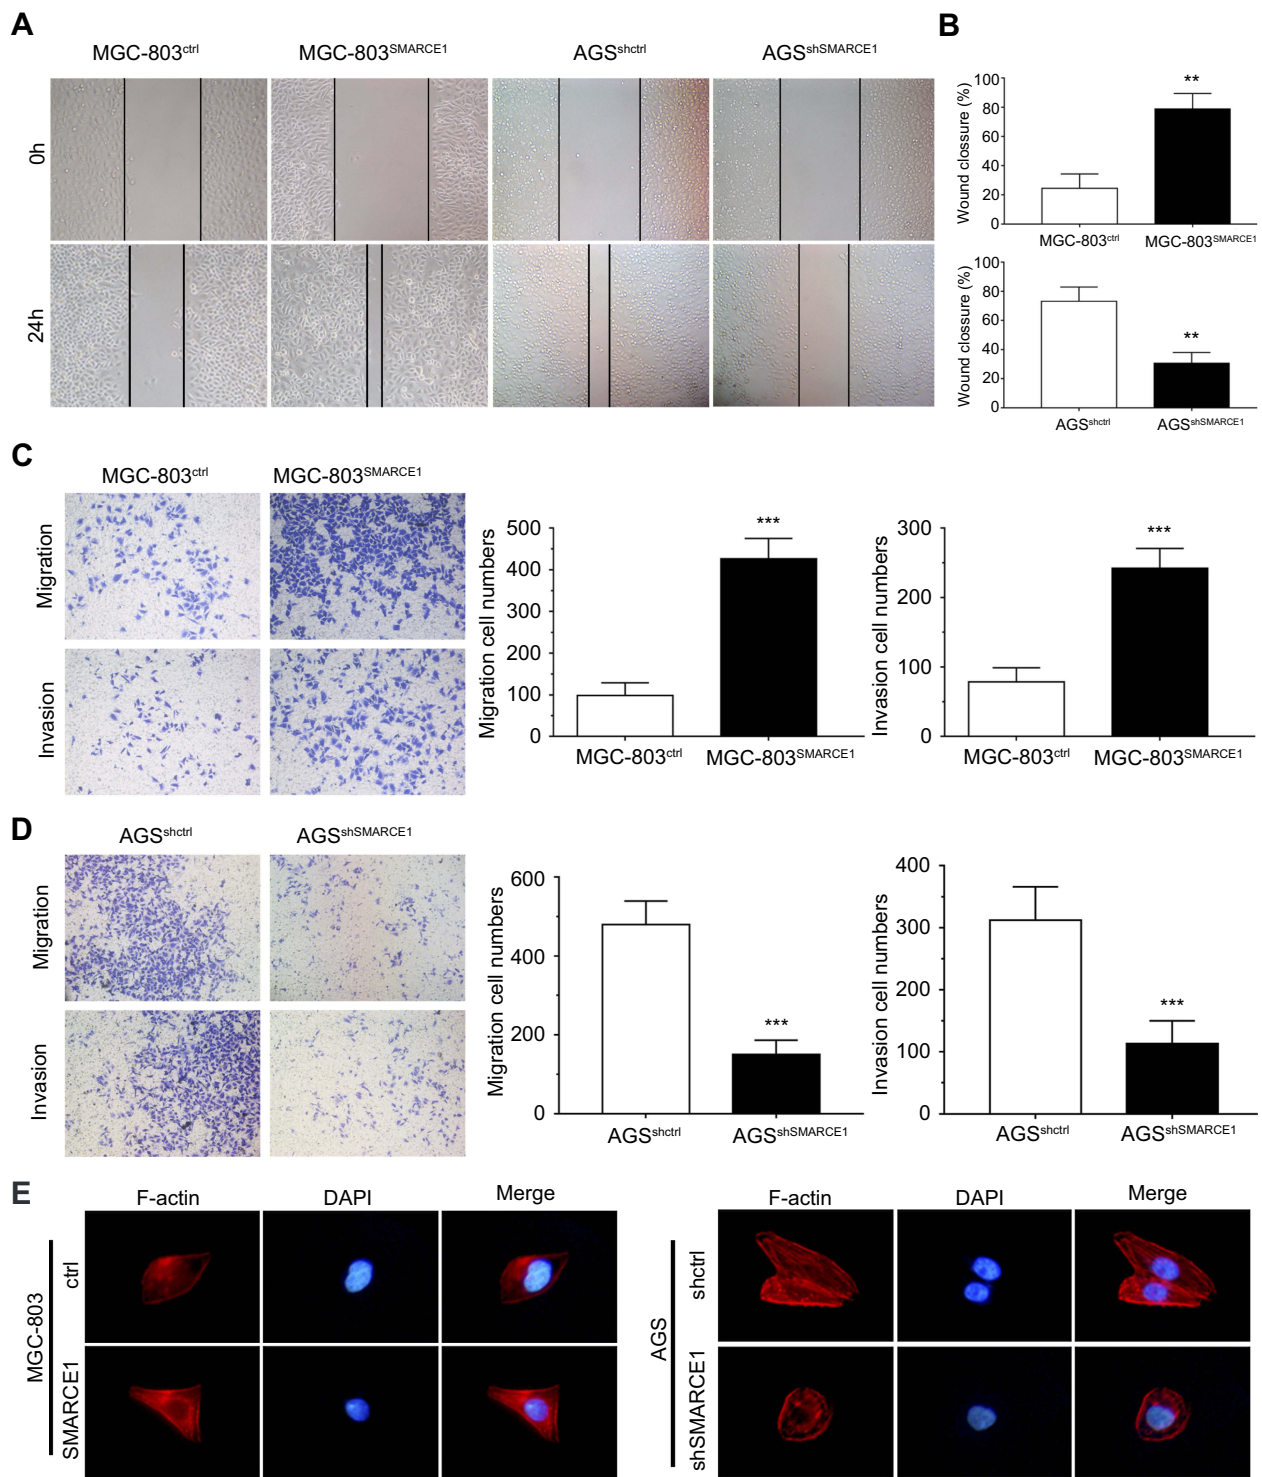 A
MGC-803ctrl
MGC-803SMARCE1
AGSshctrl
AGSshSMARCE1
0h
24h
B
Wound clossure (%)
100
80
60
40
20
0
**
MGC-803ctrl
MGC-803SMARCE1
Wound clossure (%)
100
80
60
40
20
0
**
AGSshctrl
AGSshSMARCE1
C
MGC-803ctrl
MGC-803SMARCE1
Migration
Invasion
Migration cell numbers
500
400
300
200
100
0
***
MGC-803ctrl
MGC-803SMARCE1
Invasion cell numbers
300
200
100
0
***
MGC-803ctrl
MGC-803SMARCE1
D
AGSshctrl
AGSshSMARCE1
Migration
Invasion
Migration cell numbers
600
400
200
0
***
AGSshctrl
AGSshSMARCE1
Invasion cell numbers
400
300
200
100
0
***
AGSshctrl
AGSshSMARCE1
E
F-actin
DAPI
Merge
MGC-803
ctrl
SMARCE1
F-actin
DAPI
Merge
AGS
shctrl
shSMARCE1